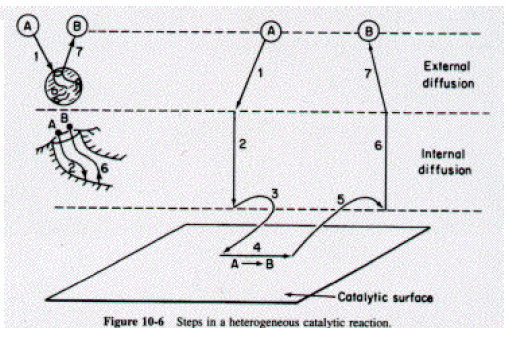 A B A B
1 7 1 7
External
diffusion
A B
2 6 2 6
Internal
diffusion
3 5
4
A → B
Catalytic surface
Figure 10-6 Steps in a heterogeneous catalytic reaction.